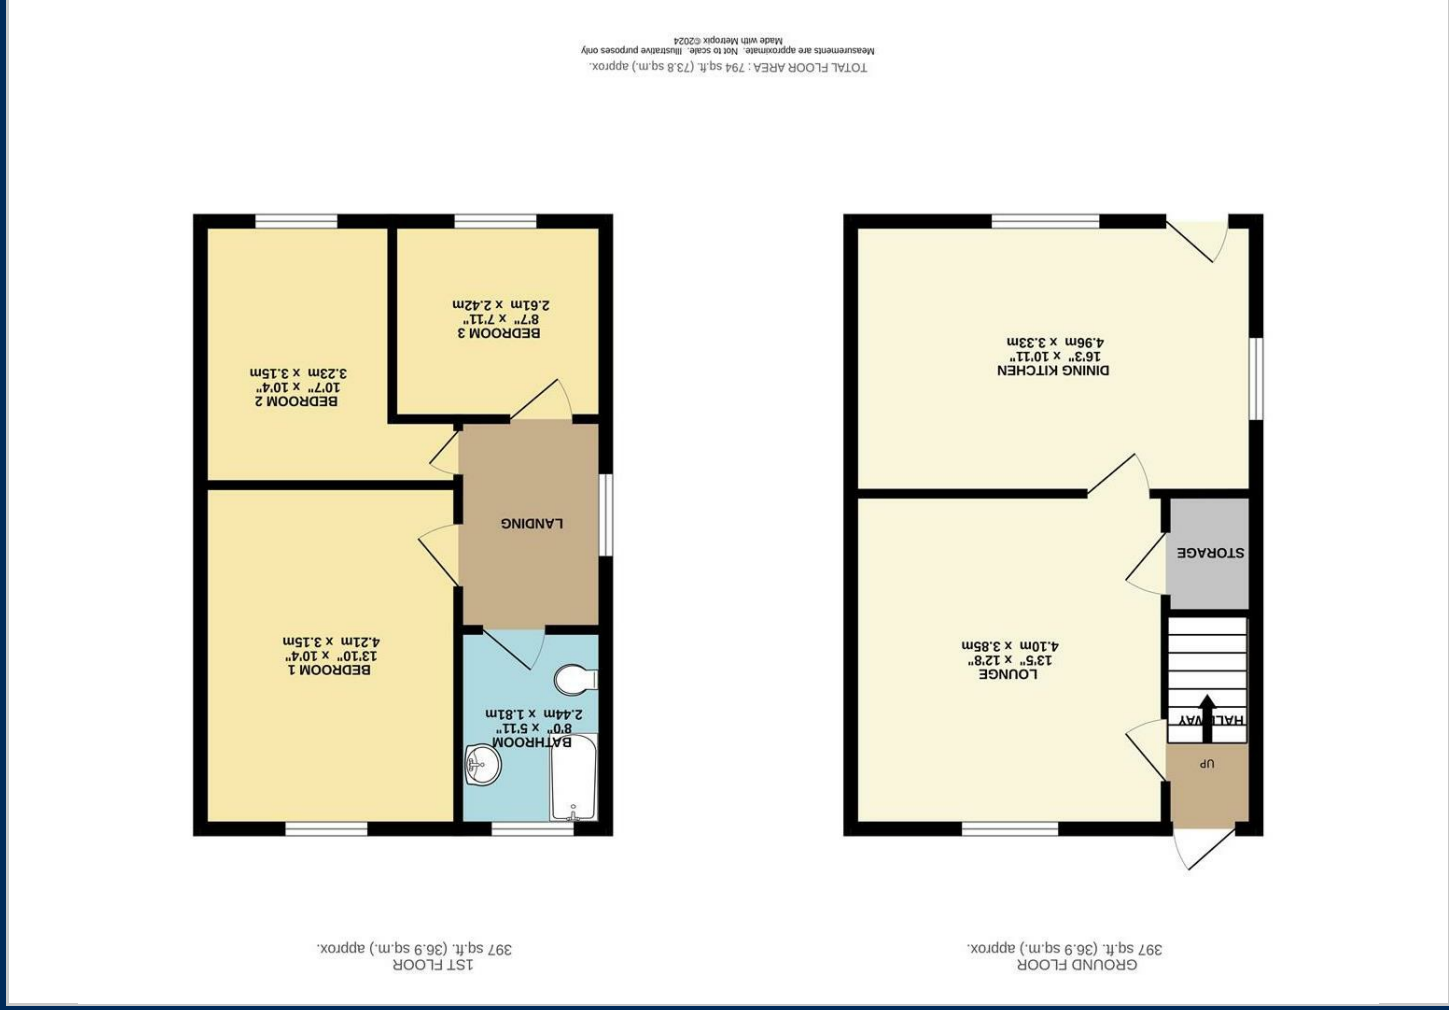 GROUND FLOOR
397 sq.ft. (36.9 sq.m.) approx.
1ST FLOOR
397 sq.ft. (36.9 sq.m.) approx.
UP
HALLWAY
LOUNGE
13'5" x 12'8"
4.10m x 3.85m
STORAGE
DINING KITCHEN
16'3" x 10'11"
4.96m x 3.33m
BATHROOM
8'0" x 5'11"
2.44m x 1.81m
BEDROOM 1
13'10" x 10'4"
4.21m x 3.15m
LANDING
BEDROOM 2
10'7" x 10'4"
3.23m x 3.15m
BEDROOM 3
8'7" x 7'11"
2.61m x 2.42m
TOTAL FLOOR AREA : 794 sq.ft. (73.8 sq.m.) approx.
Measurements are approximate. Not to scale. Illustrative purposes only
Made with Metropix ©2024